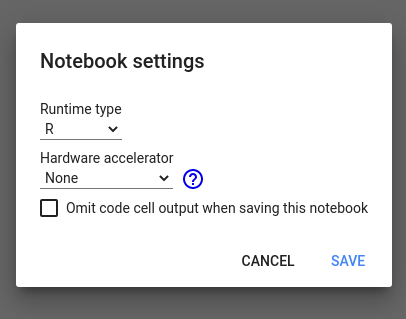 Notebook settings
Runtime type
R
Hardware accelerator
None
?
Omit code cell output when saving this notebook
CANCEL SAVE